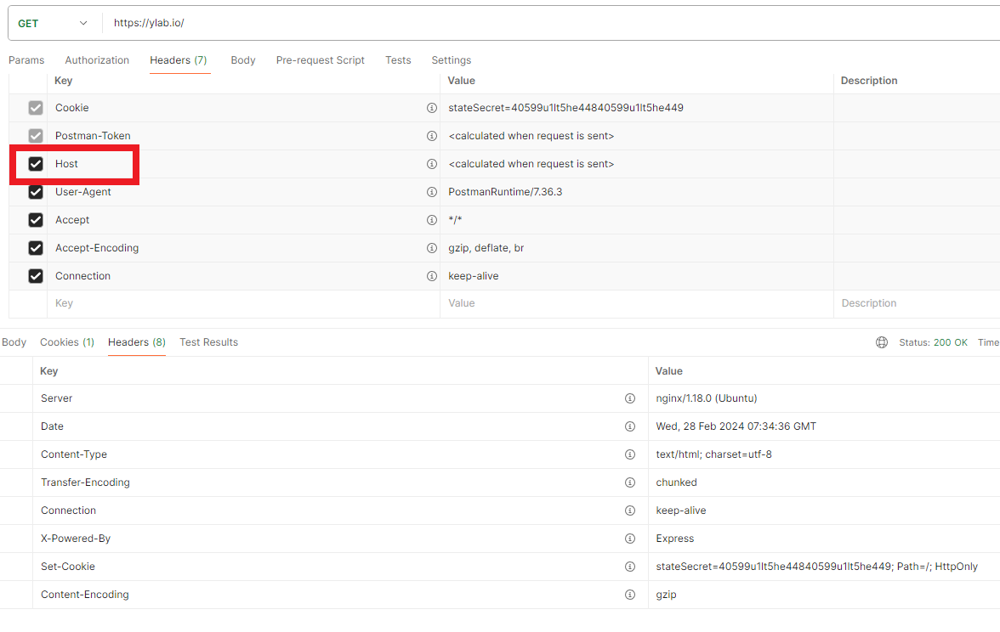 GET https://ylab.io/
Params Authorization Headers (7) Body Pre-request Script Tests Settings
Key Value Description
Cookie stateSecret=40599u1lt5he44840599u1lt5he449
Postman-Token <calculated when request is sent>
Host <calculated when request is sent>
User-Agent PostmanRuntime/7.36.3
Accept */*
Accept-Encoding gzip, deflate, br
Connection keep-alive
Key Value Description
Body Cookies (1) Headers (8) Test Results Status: 200 OK Time
Key Value
Server nginx/1.18.0 (Ubuntu)
Date Wed, 28 Feb 2024 07:34:36 GMT
Content-Type text/html; charset=utf-8
Transfer-Encoding chunked
Connection keep-alive
X-Powered-By Express
Set-Cookie stateSecret=40599u1lt5he44840599u1lt5he449; Path=/; HttpOnly
Content-Encoding gzip